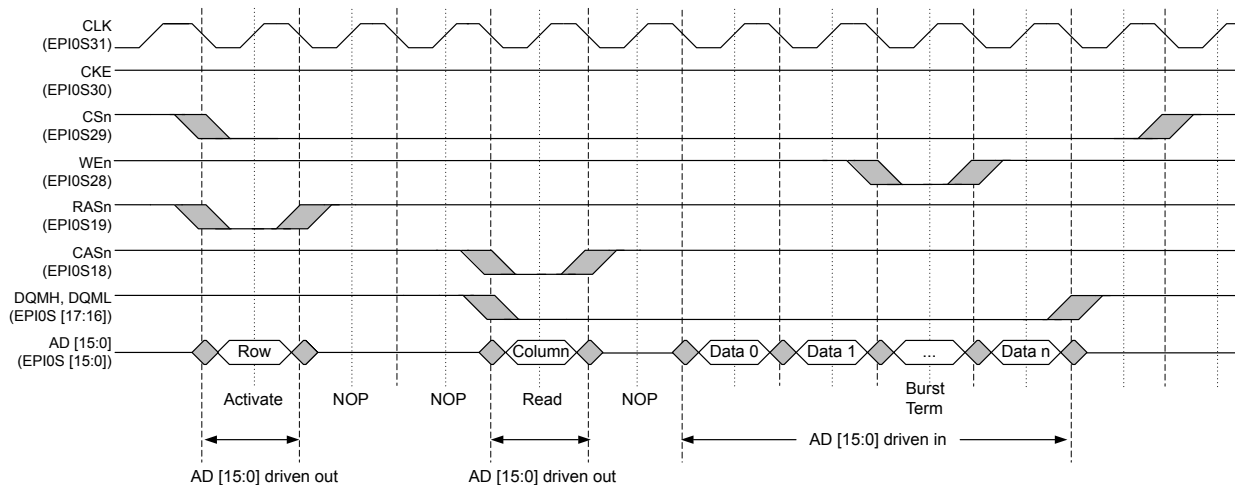 CLK
(EPI0S31)
CKE
(EPI0S30)
CSn
(EPI0S29)
WEn
(EPI0S28)
RASn
(EPI0S19)
CASn
(EPI0S18)
DQMH, DQML
(EPI0S [17:16])
AD [15:0]
(EPI0S [15:0])
Row Column Data 0 Data 1 ... Data n
Activate NOP NOP Read NOP Burst
Term
AD [15:0] driven in
AD [15:0] driven out AD [15:0] driven out